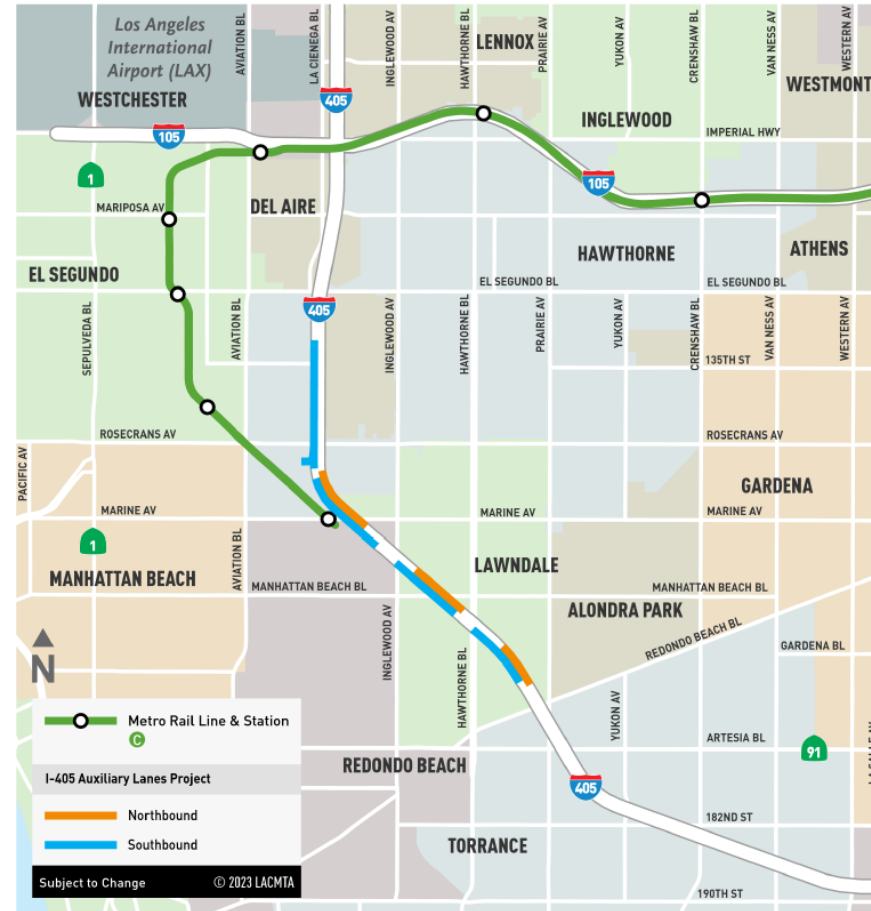 Los Angeles
International
Airport (LAX)
AVIATION BL
LA CIENEGA BL
INGLEWOOD AV
HAWTHORNE BL
LENNOX
PRAIRIE AV
YUKON AV
CRENSHAW BL
VAN NESS AV
WESTERN AV
WESTCHESTER
405
WESTMONT
105
INGLEWOOD
IMPERIAL HWY
1
105
MARIPOSA AV
DEL AIRE
HAWTHORNE
ATHENS
EL SEGUNDO
EL SEGUNDO BL
EL SEGUNDO BL
405
SEPULVEDA BL
AVIATION BL
INGLEWOOD AV
HAWTHORNE BL
PRAIRIE AV
YUKON AV
CRENSHAW BL
VAN NESS AV
WESTERN AV
135TH ST
ROSECRANS AV
ROSECRANS AV
PACIFIC AV
GARDENA
MARINE AV
MARINE AV
MARINE AV
1
AVIATION BL
LAWNDALE
MANHATTAN BEACH
MANHATTAN BEACH BL
MANHATTAN BEACH BL
ALONDRA PARK
INGLEWOOD AV
REDONDO BEACH BL
GARDENA BL
N
HAWTHORNE BL
YUKON AV
Metro Rail Line & Station
C
ARTESIA BL
91
REDONDO BEACH
I-405 Auxiliary Lanes Project
405
Northbound
182ND ST
Southbound
TORRANCE
Subject to Change
© 2023 LACMTA
190TH ST